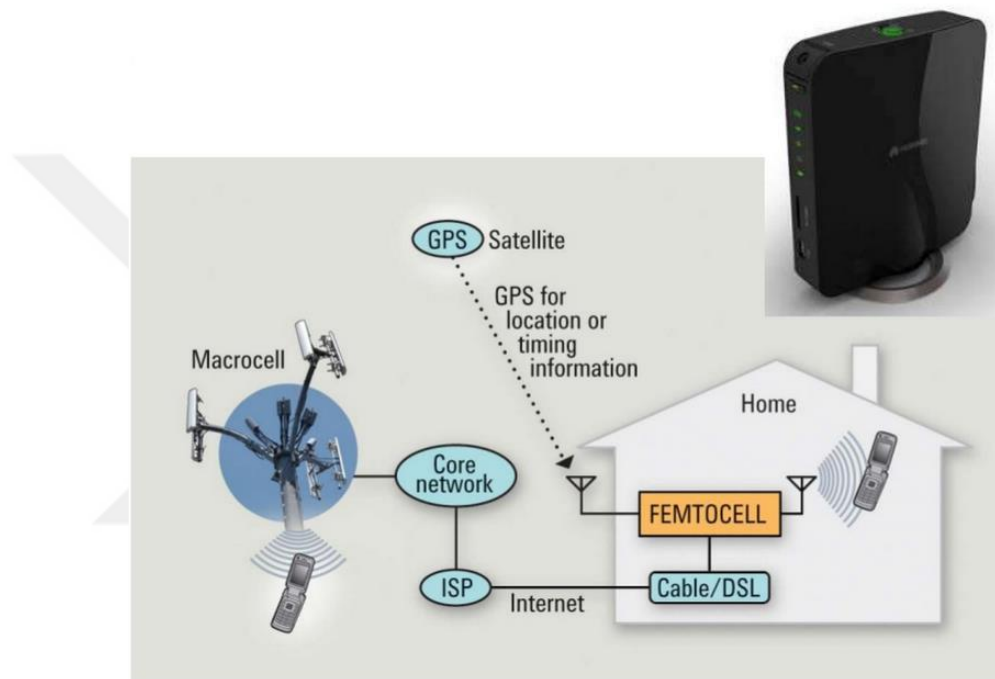 GPS Satellite
GPS for
location or
timing
information
Macrocell
Home
Core
network
FEMTOCELL
ISP
Internet
Cable/DSL